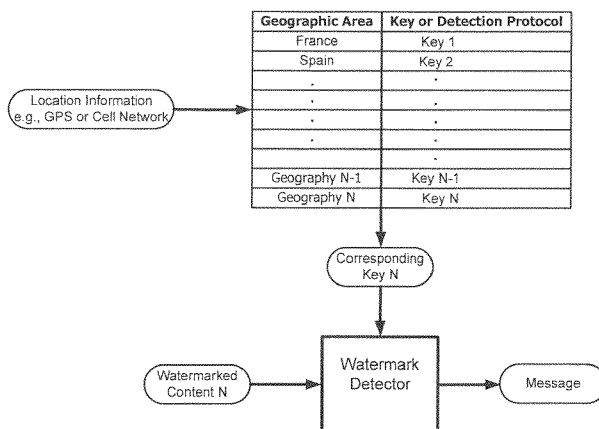 Geographic Area Key or Detection Protocol
France Key 1
Spain Key 2
. .
. .
. .
. .
.
Geography N-1 Key N-1
Geography N Key N
Location Information
e.g., GPS or Cell Network
Corresponding
Key N
Watermarked
Content N
Watermark
Detector
Message